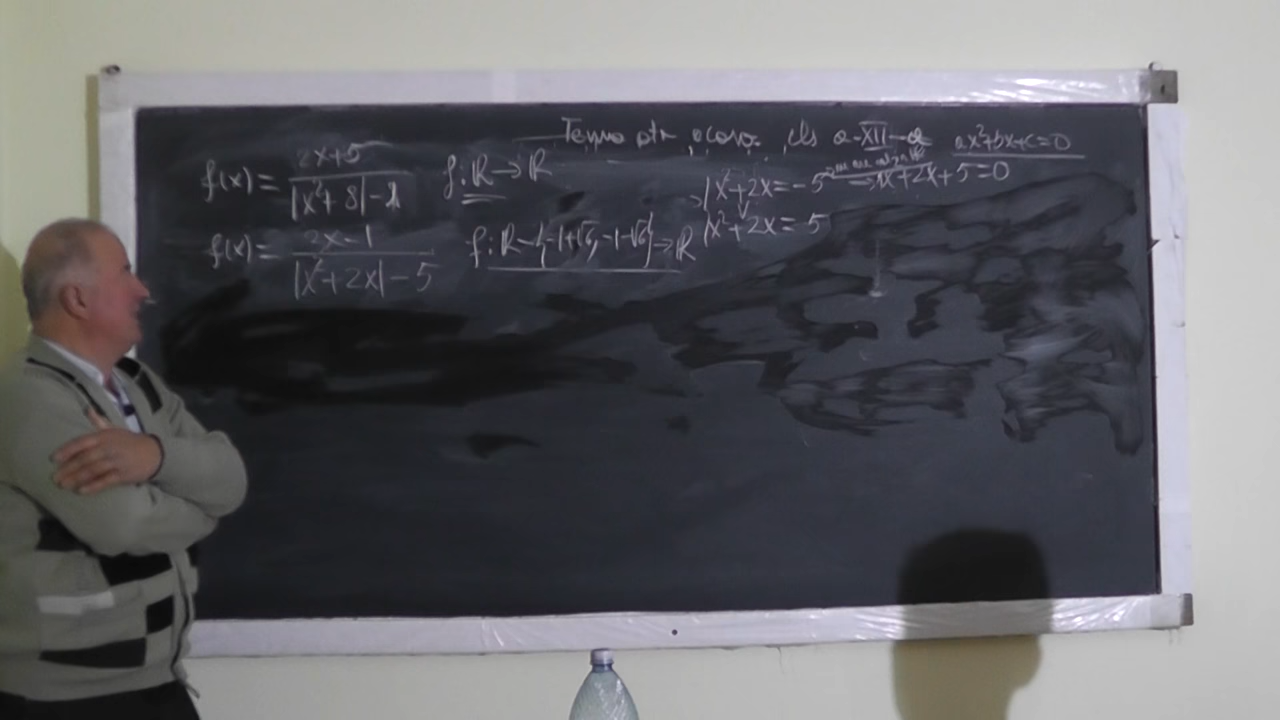 Tema ptr acasa cls a-XII-a
ax²+bx+c=0
f(x)= 2x+5 / |x²+8|-2 f:R→R
|x²+2x=-5 ⇒ x²+2x+5=0
x²+2x=5
f(x)= 2x-1 / |x²+2x|-5 f:R-{-1+√6,-1-√6}→R